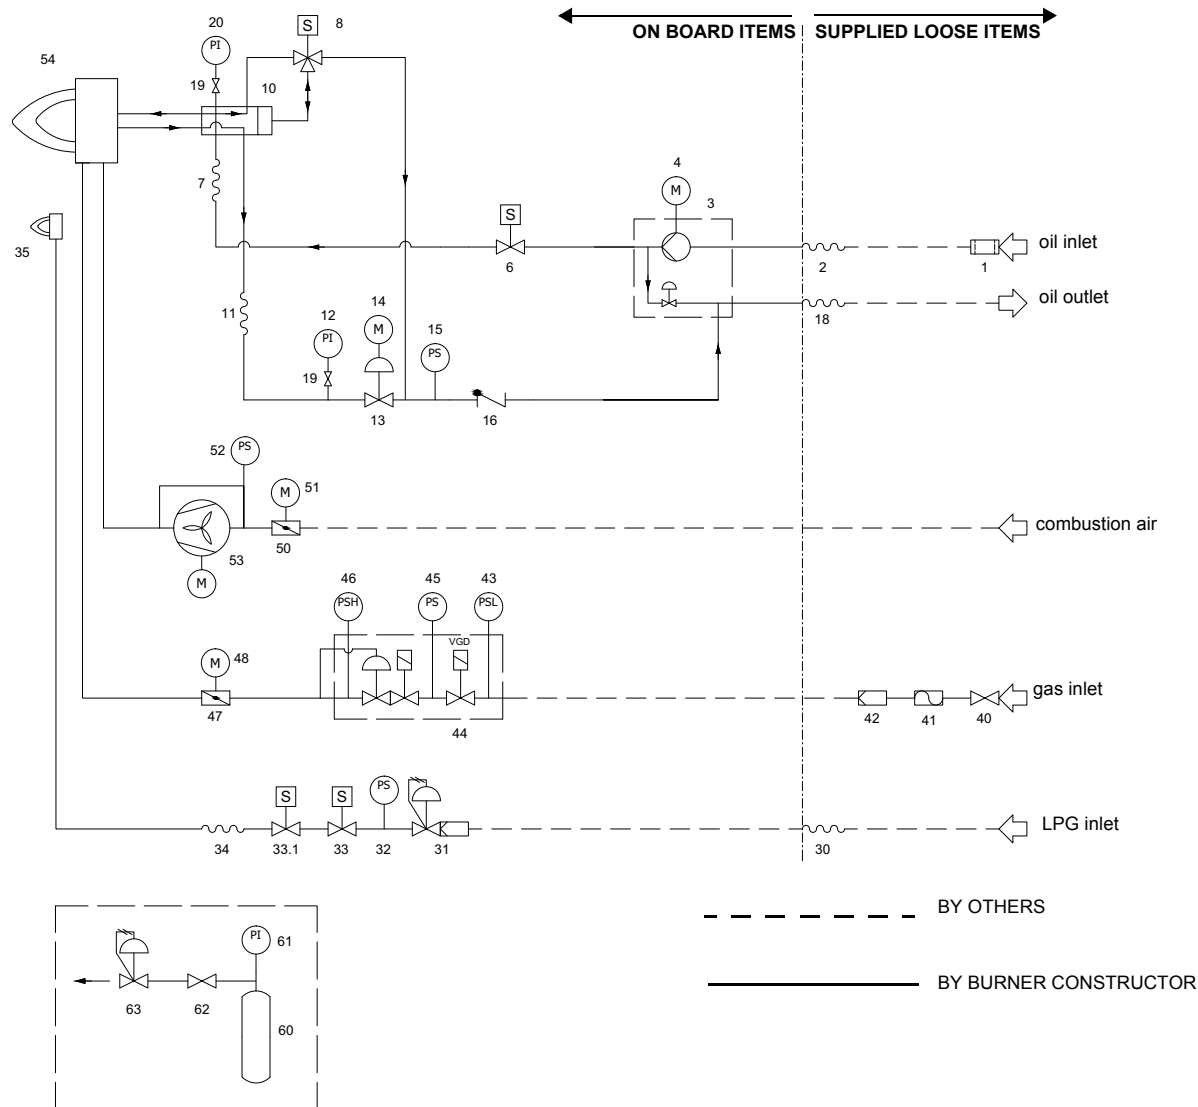 ON BOARD ITEMS
SUPPLIED LOOSE ITEMS
20
S
8
54
PI
19
10
4
7
M
3
S
35
6
2
1
oil inlet
11
12
14
18
oil outlet
PI
M
15
19
PS
13
16
52
PS
M
51
50
53
M
combustion air
46
45
43
PSH
PS
PSL
VGD
M
48
47
44
42
41
40
gas inlet
S
S
PS
34
33.1
33
32
31
30
LPG inlet
BY OTHERS
PI
61
63
62
60
BY BURNER CONSTRUCTOR